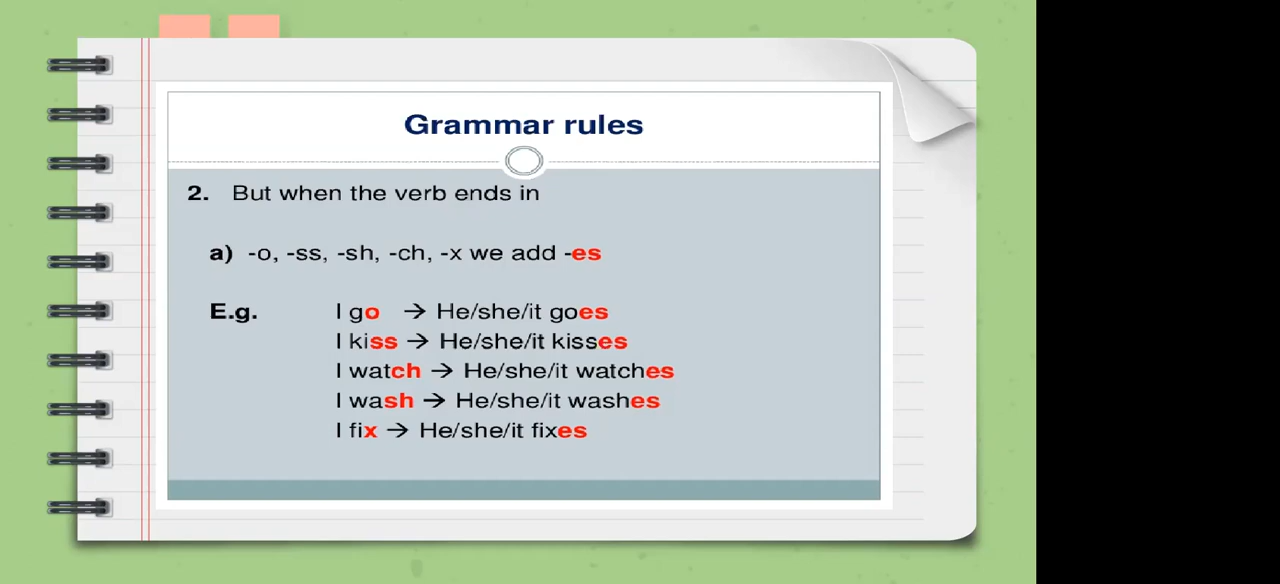 Grammar rules
2. But when the verb ends in
a) -o, -ss, -sh, -ch, -x we add -es
E.g. I go → He/she/it goes
I kiss → He/she/it kisses
I watch → He/she/it watches
I wash → He/she/it washes
I fix → He/she/it fixes